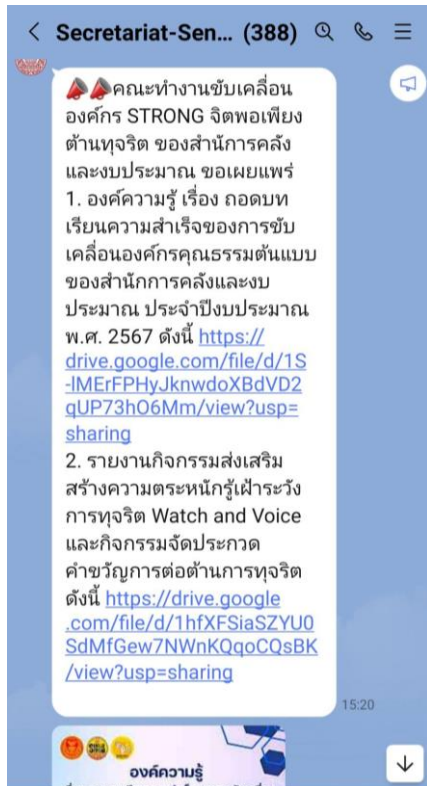 Secretariat-Sen... (388)
📣📣คณะทำงานขับเคลื่อน
องค์กร STRONG จิตพอเพียง
ต้านทุจริต ของสำนักการคลัง
และงบประมาณ ขอเผยแพร่
1. องค์ความรู้ เรื่อง ถอดบท
เรียนความสำเร็จของการขับ
เคลื่อนองค์กรคุณธรรมต้นแบบ
ของสำนักการคลังและงบ
ประมาณ ประจำปีงบประมาณ
พ.ศ. 2567 ดังนี้ https://
drive.google.com/file/d/1S
-lMErFPHyJknwdoXBdVD2
qUP73hO6Mm/view?usp=
sharing
2. รายงานกิจกรรมส่งเสริม
สร้างความตระหนักรู้เฝ้าระวัง
การทุจริต Watch and Voice
และกิจกรรมจัดประกวด
คำขวัญการต่อต้านการทุจริต
ดังนี้ https://drive.google
.com/file/d/1hfXFSiaSZYU0
SdMfGew7NWnKQqoCQsBK
/view?usp=sharing
15:20
องค์ความรู้